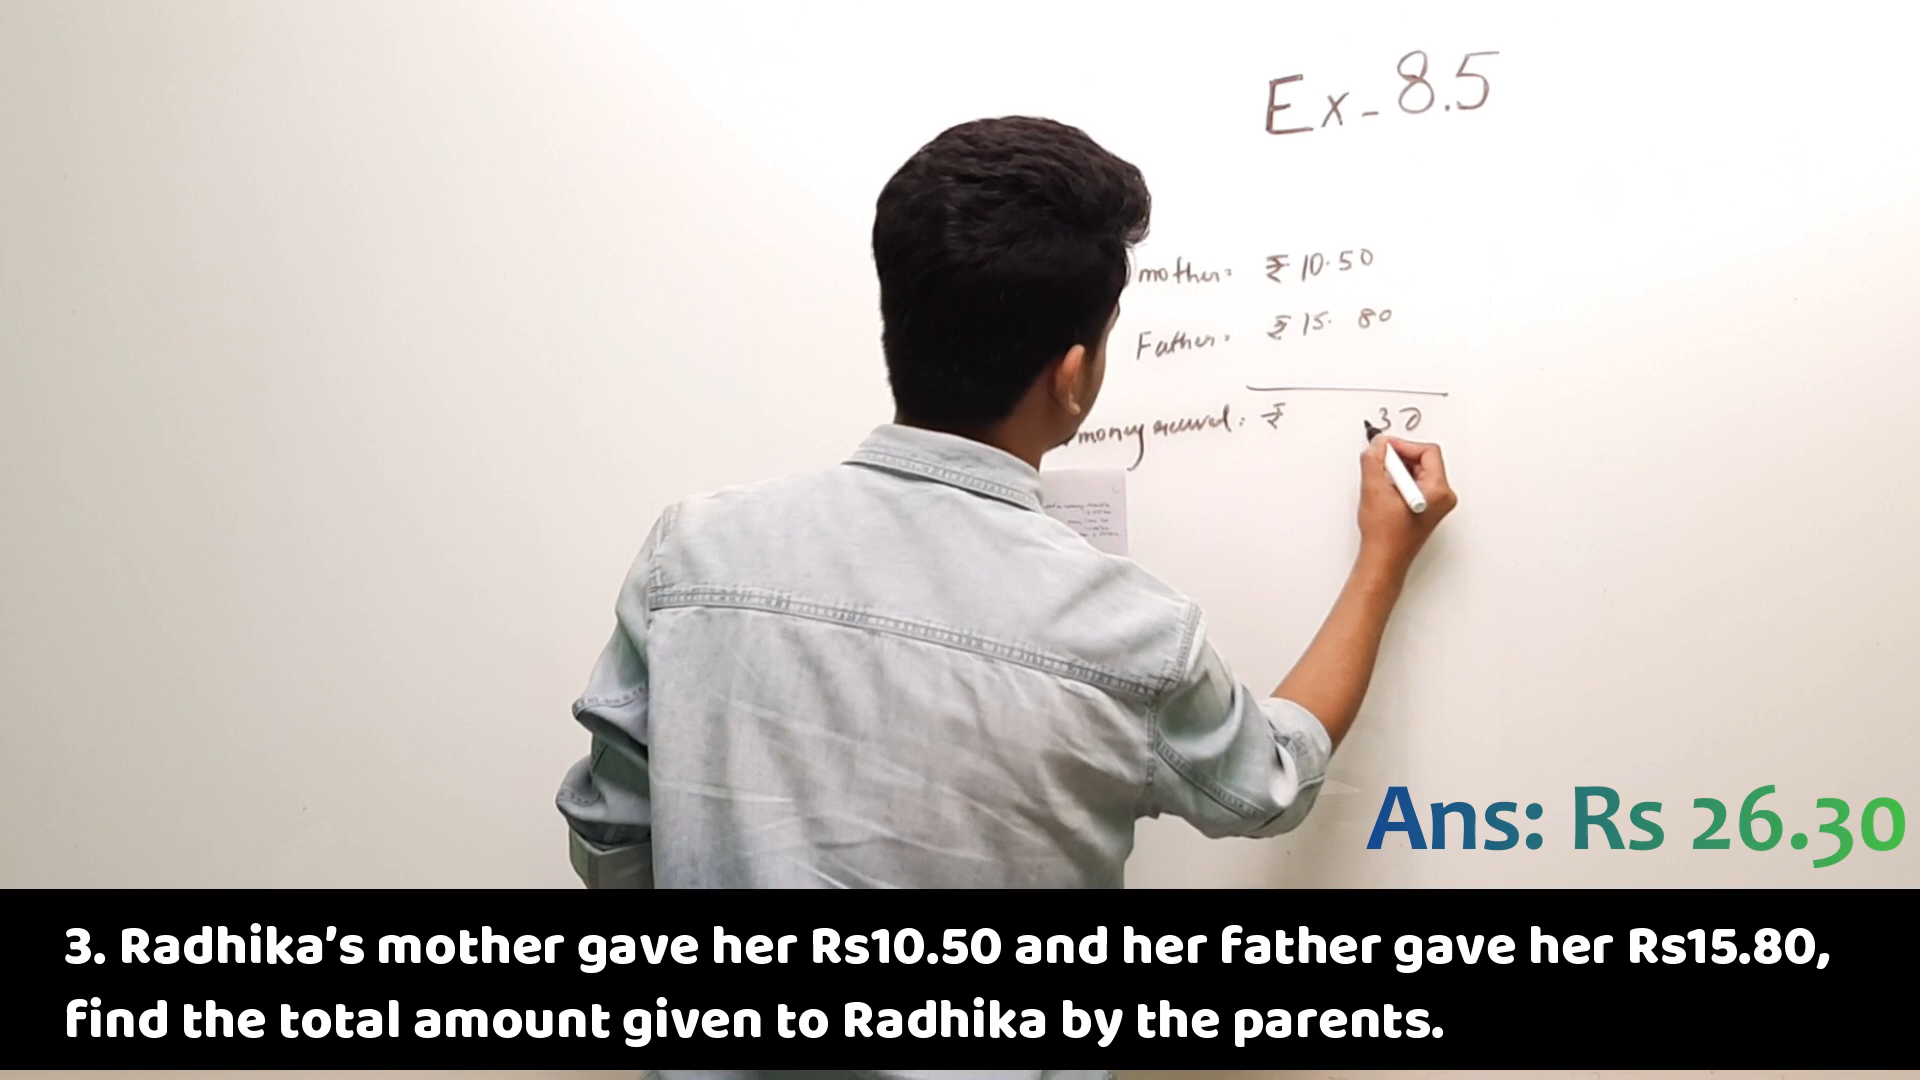 Ex - 8.5
mother = ₹ 10.50
Father = ₹ 15. 80
money received : ₹ .30
Ans: Rs 26.30
3. Radhika's mother gave her Rs10.50 and her father gave her Rs15.80,
find the total amount given to Radhika by the parents.